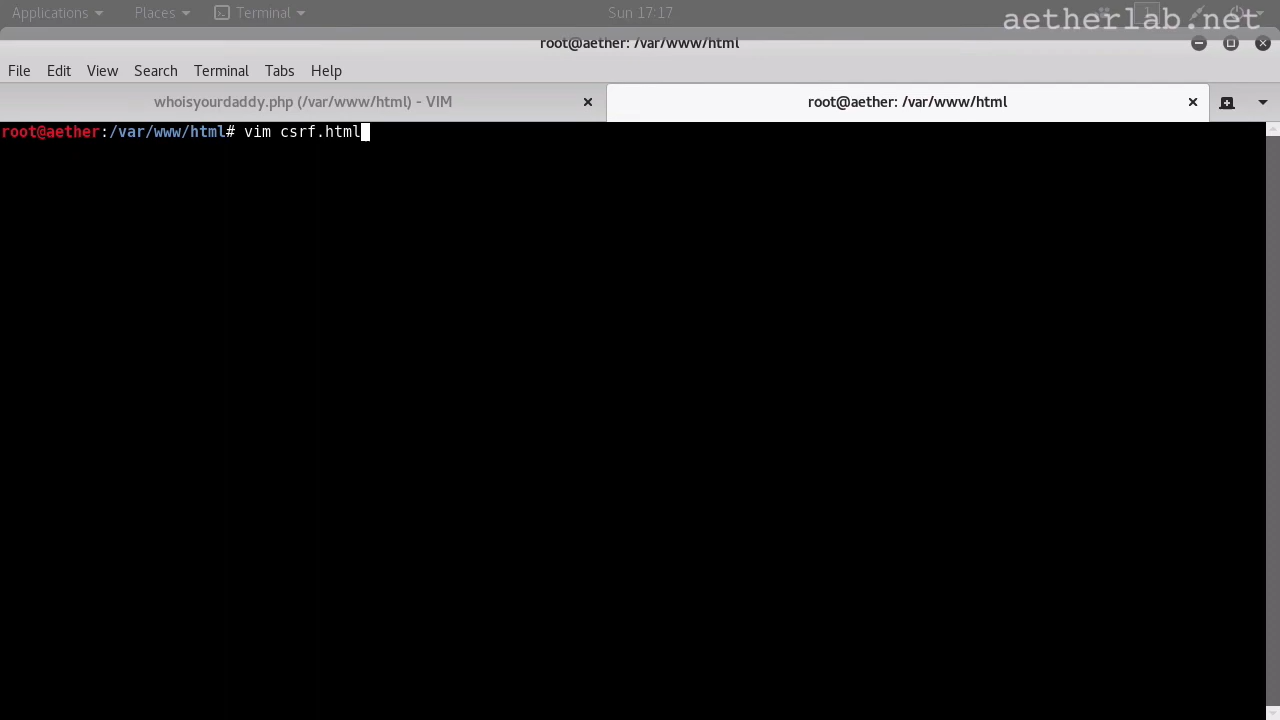 Applications Places Terminal Sun 17:17 1
aetherlab.net
root@aether: /var/www/html
File Edit View Search Terminal Tabs Help
whoisyourdaddy.php (/var/www/html) - VIM root@aether: /var/www/html
root@aether:/var/www/html# vim csrf.html